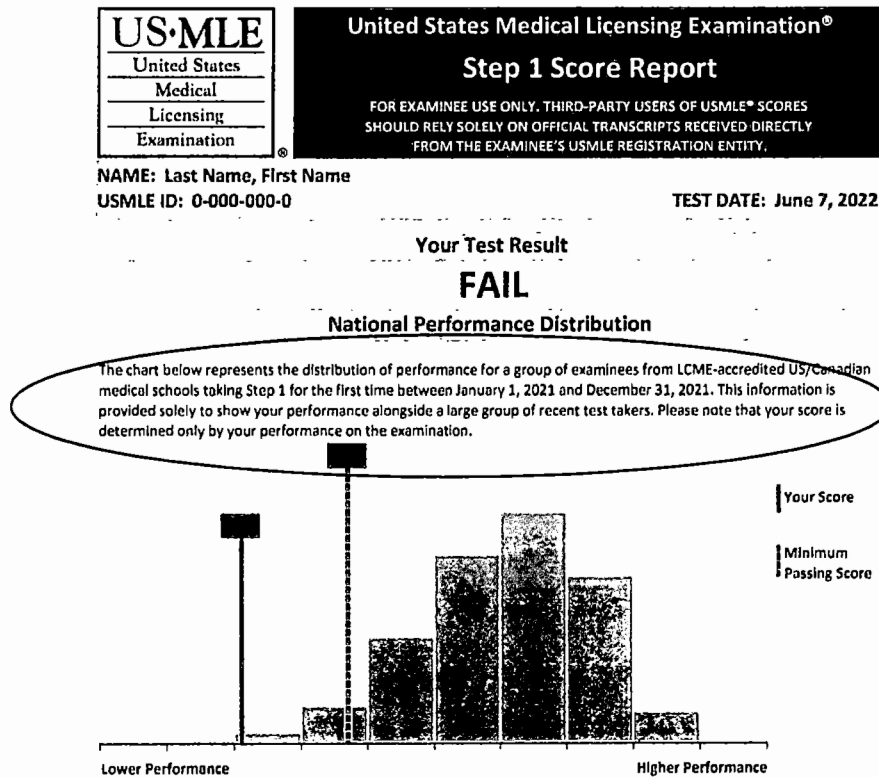 US·MLE
United States
Medical
Licensing
Examination
®
United States Medical Licensing Examination®
Step 1 Score Report
FOR EXAMINEE USE ONLY. THIRD-PARTY USERS OF USMLE® SCORES
SHOULD RELY SOLELY ON OFFICIAL TRANSCRIPTS RECEIVED DIRECTLY
FROM THE EXAMINEE'S USMLE REGISTRATION ENTITY.
NAME: Last Name, First Name
USMLE ID: 0-000-000-0
TEST DATE: June 7, 2022
Your Test Result
FAIL
National Performance Distribution
The chart below represents the distribution of performance for a group of examinees from LCME-accredited US/Canadian
medical schools taking Step 1 for the first time between January 1, 2021 and December 31, 2021. This information is
provided solely to show your performance alongside a large group of recent test takers. Please note that your score is
determined only by your performance on the examination.
Your Score
Minimum
Passing Score
Lower Performance
Higher Performance